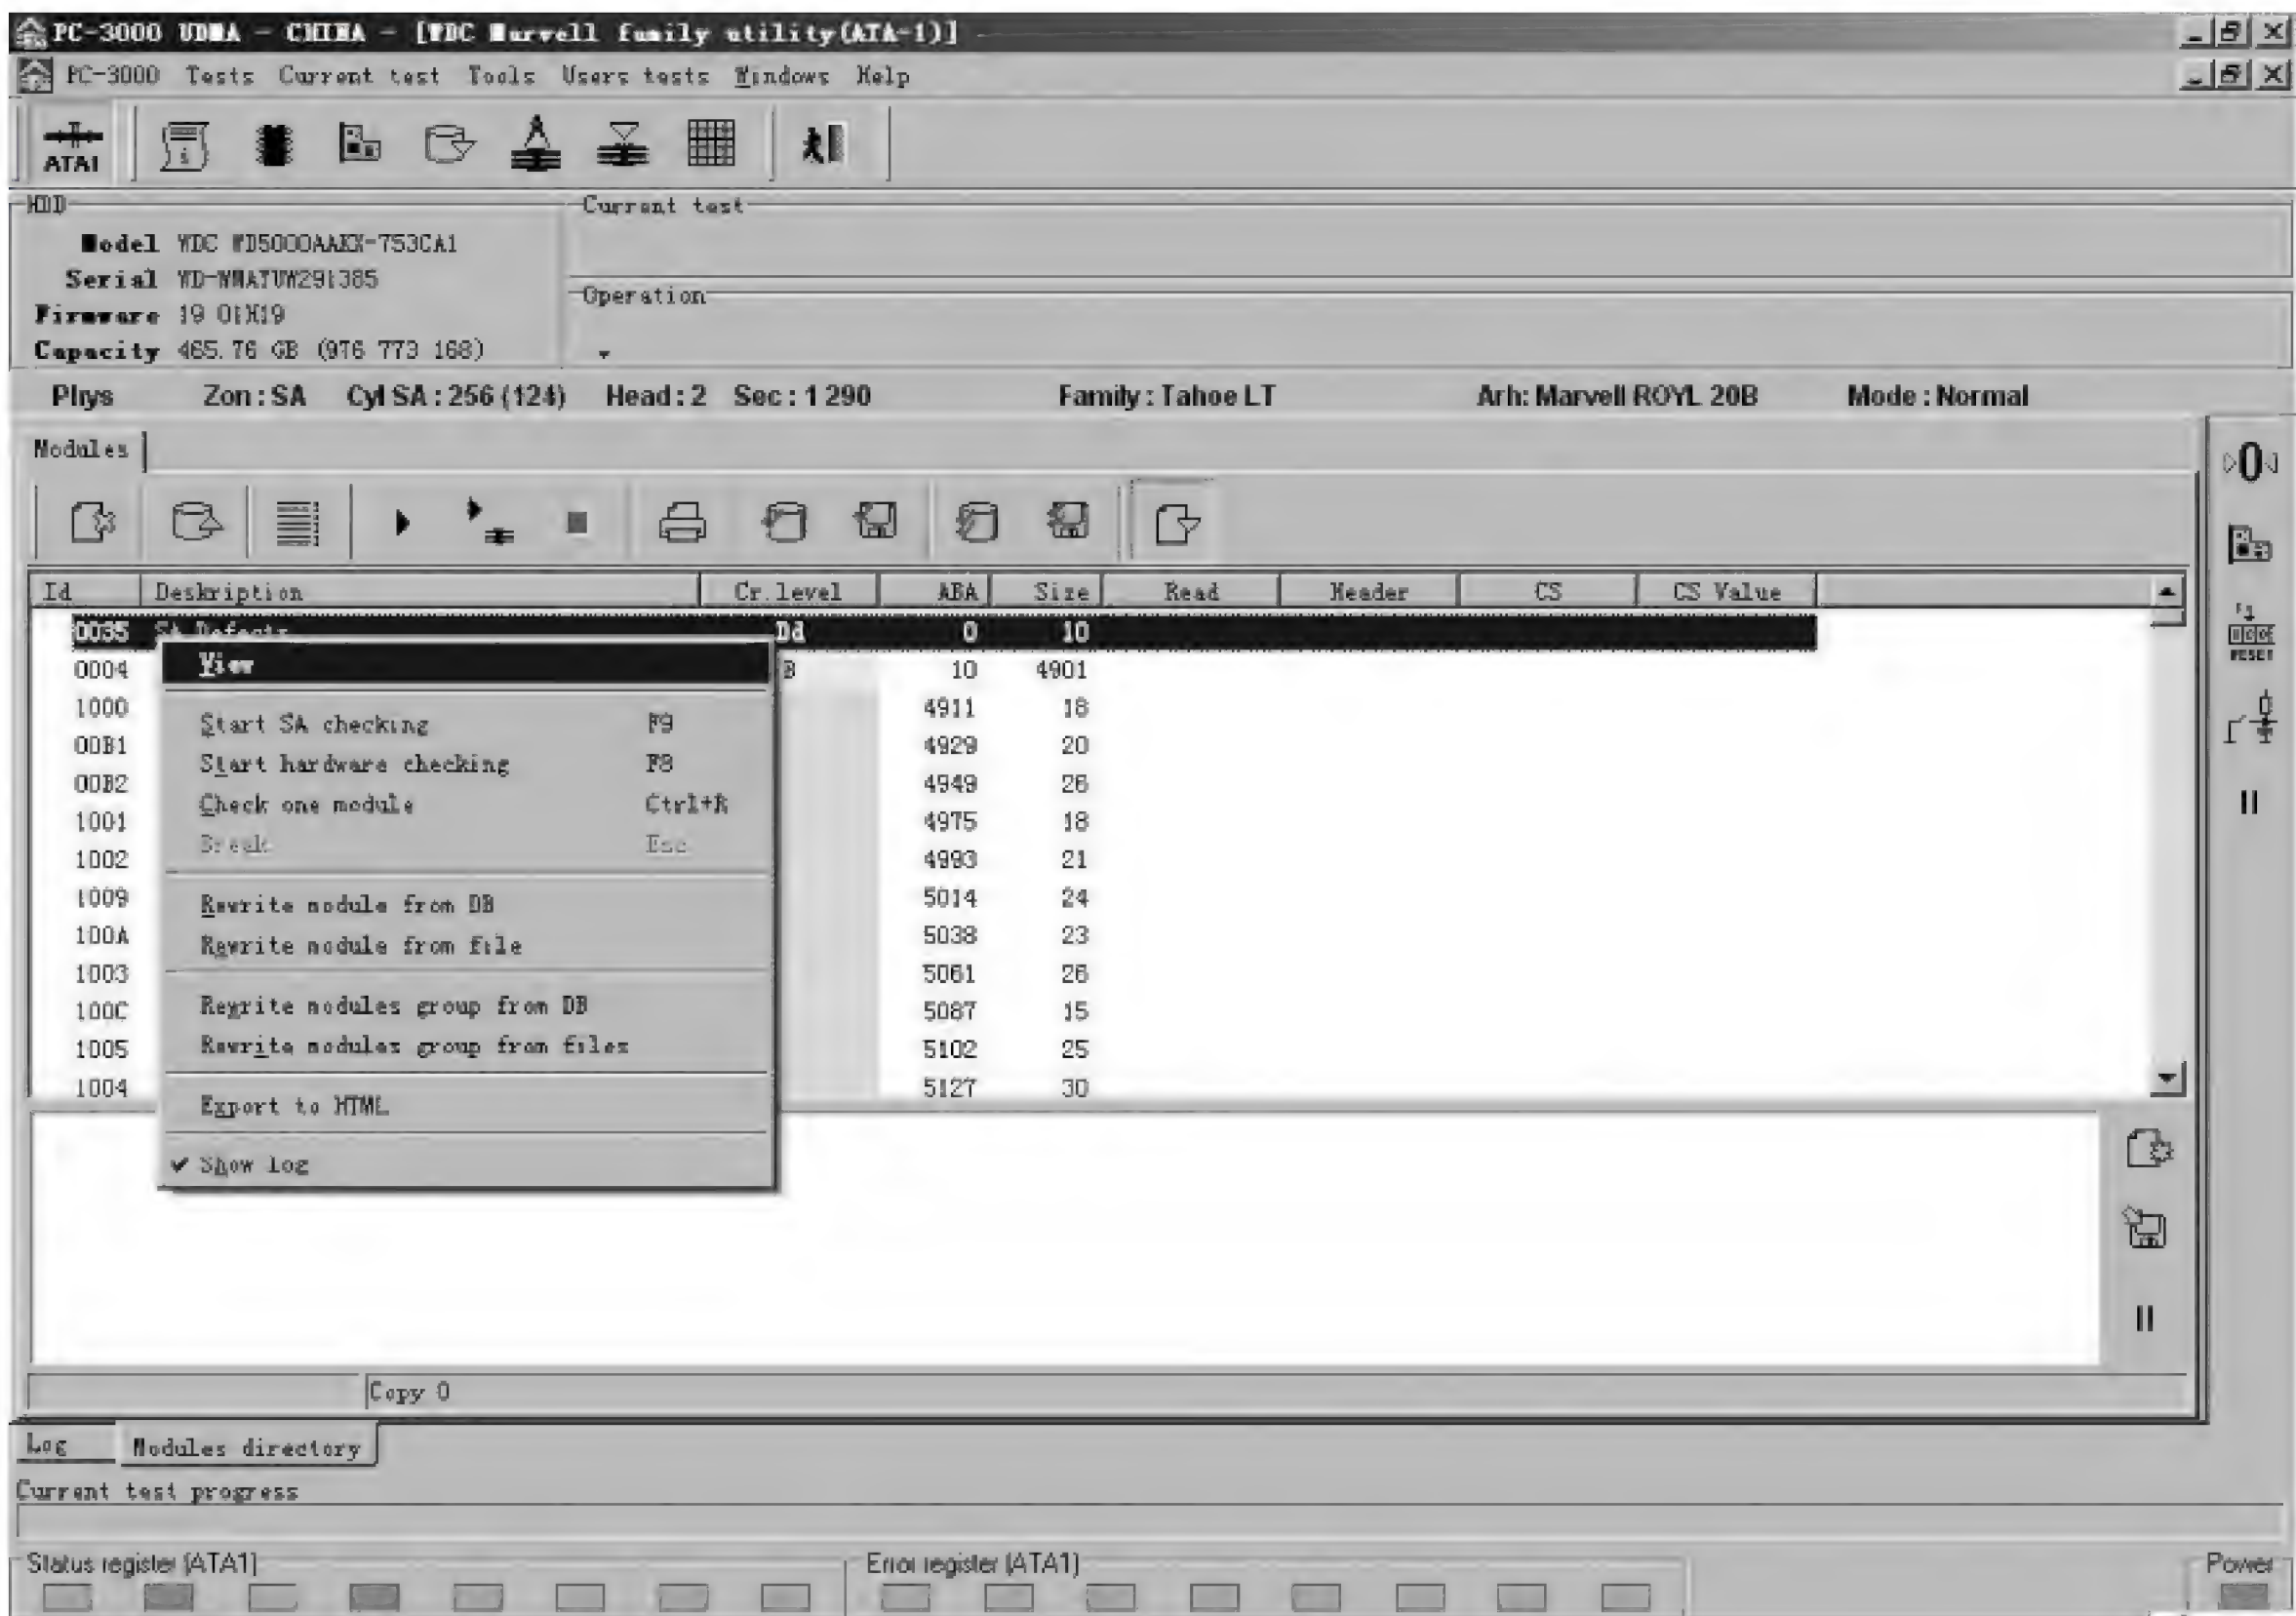 PC-3000 UDMA - CHINA - [WDC Marvell family utility(ATA-1)]
PC-3000 Tests Current test Tools Users tests Windows Help
ATA1
HDD
Current test
Model WDC WD5000AAKX-753CA1
Serial
Operation
Firmware 19 01H19
Capacity 465.76 GB (976 773 168)
Phys Zon : SA Cyl SA : 256 (124) Head : 2 Sec : 1 290 Family : Tahoe LT Arh: Marvell ROYL 20B Mode : Normal
Modules
Id Deskription Cr.level ABA Size Read Header CS CS Value
0035 SA Defects Dd 0 10
0004 B 10 4901
1000 4911 18
00B1 4929 20
00B2 4949 26
1001 4975 18
1002 4993 21
1009 5014 24
100A 5038 23
1003 5061 26
100C 5087 15
1005 5102 25
1004 5127 30
View
Start SA checking F9
Start hardware checking F8
Check one module Ctrl+R
Break Esc
Rewrite module from DB
Rewrite module from file
Rewrite modules group from DB
Rewrite modules group from files
Export to HTML
Show log
RESET
Copy 0
Log Modules directory
Current test progress
Status register (ATA1) Error register (ATA1) Power